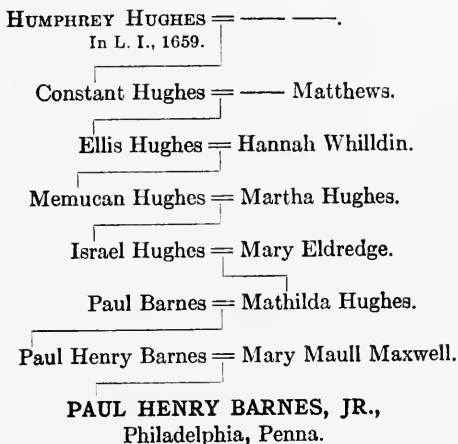 HUMPHREY HUGHES = — —.
In L. I., 1659.
Constant Hughes = — Matthews.
Ellis Hughes = Hannah Whilldin.
Memucan Hughes = Martha Hughes.
Israel Hughes = Mary Eldredge.
Paul Barnes = Mathilda Hughes.
Paul Henry Barnes = Mary Maull Maxwell.
PAUL HENRY BARNES, JR.,
Philadelphia, Penna.